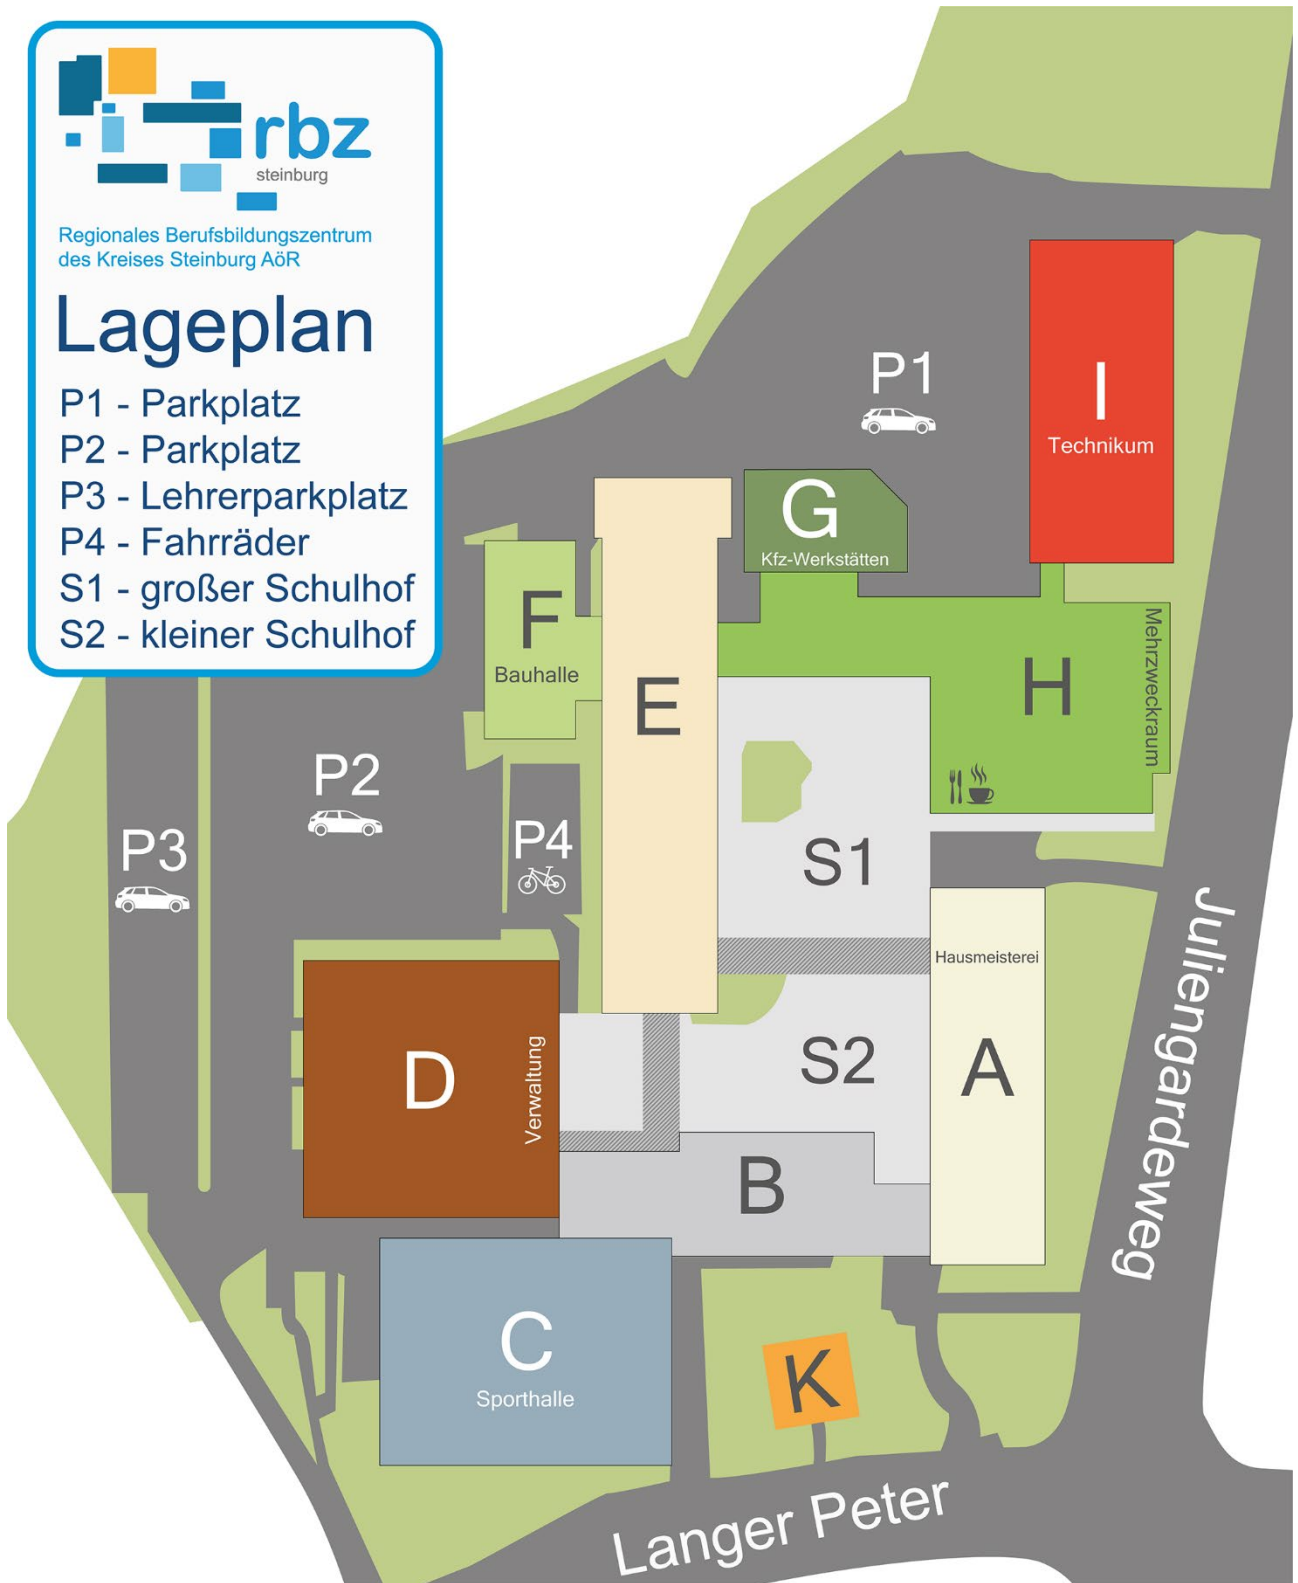 rbz
steinburg
Regionales Berufsbildungszentrum
des Kreises Steinburg AöR
Lageplan
P1 - Parkplatz
P2 - Parkplatz
P3 - Lehrerparkplatz
P4 - Fahrräder
S1 - großer Schulhof
S2 - kleiner Schulhof
P1
I
Technikum
G
Kfz-Werkstätten
F
Bauhalle
E
H
Mehrzweckraum
P2
P3
P4
S1
Hausmeisterei
A
S2
D
Verwaltung
B
C
Sporthalle
K
Juliengardeweg
Langer Peter